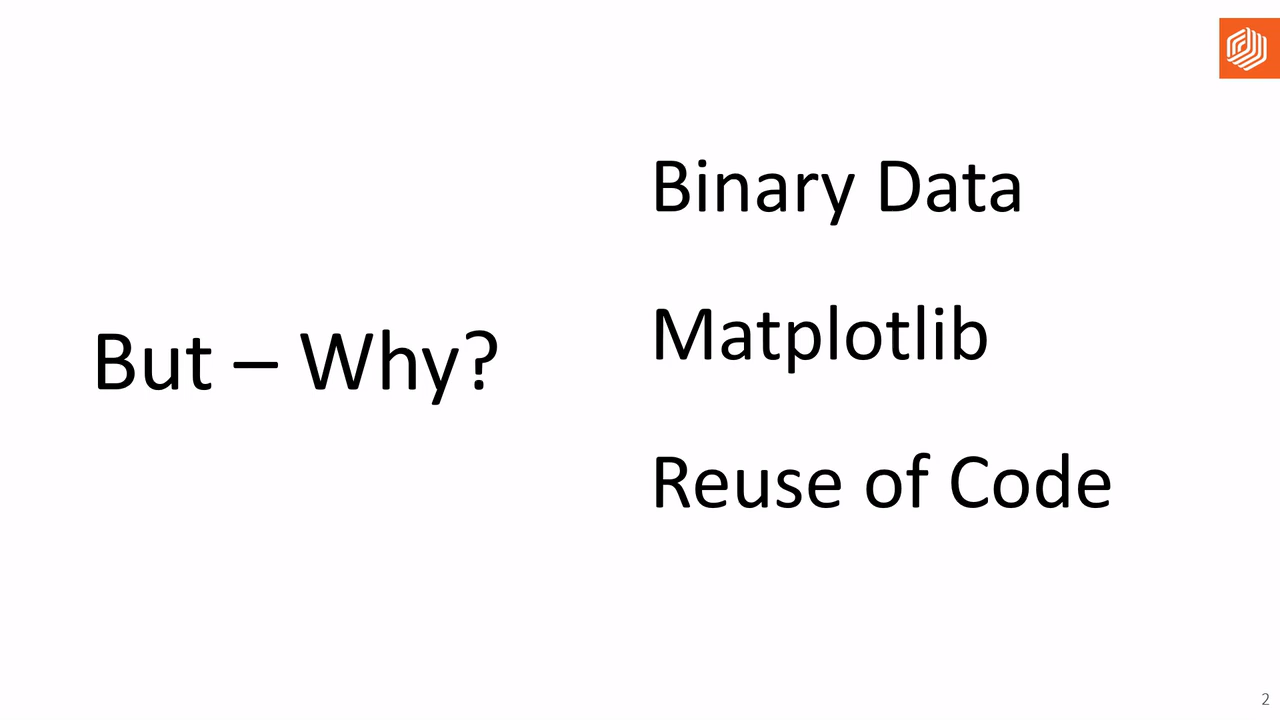 But – Why?
Binary Data
Matplotlib
Reuse of Code
2